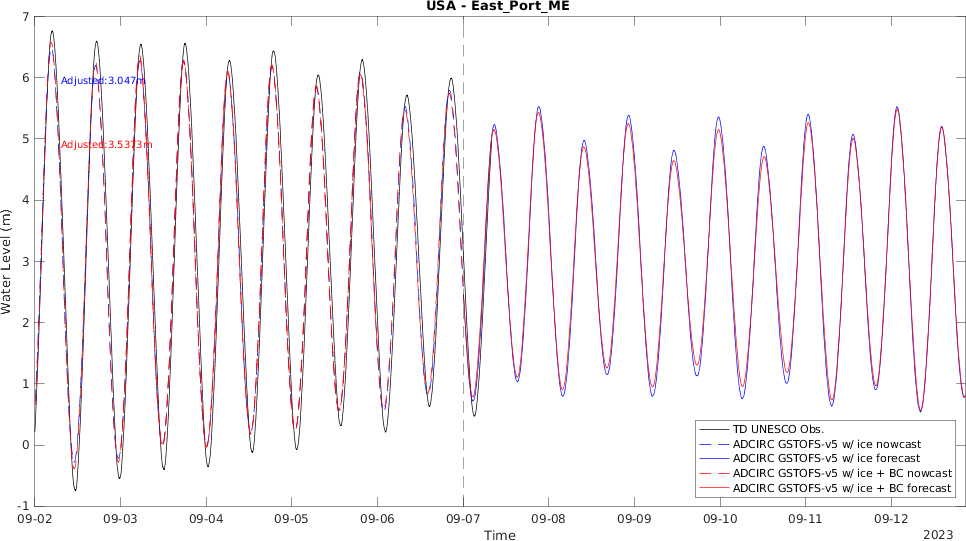 USA - East_Port_ME
7
6
5
4
3
2
1
0
-1
Water Level (m)
Adjusted:3.047m
Adjusted:3.5373m
TD UNESCO Obs.
ADCIRC GSTOFS-v5 w/ ice nowcast
ADCIRC GSTOFS-v5 w/ ice forecast
ADCIRC GSTOFS-v5 w/ ice + BC nowcast
ADCIRC GSTOFS-v5 w/ ice + BC forecast
09-02 09-03 09-04 09-05 09-06 09-07 09-08 09-09 09-10 09-11 09-12
Time
2023